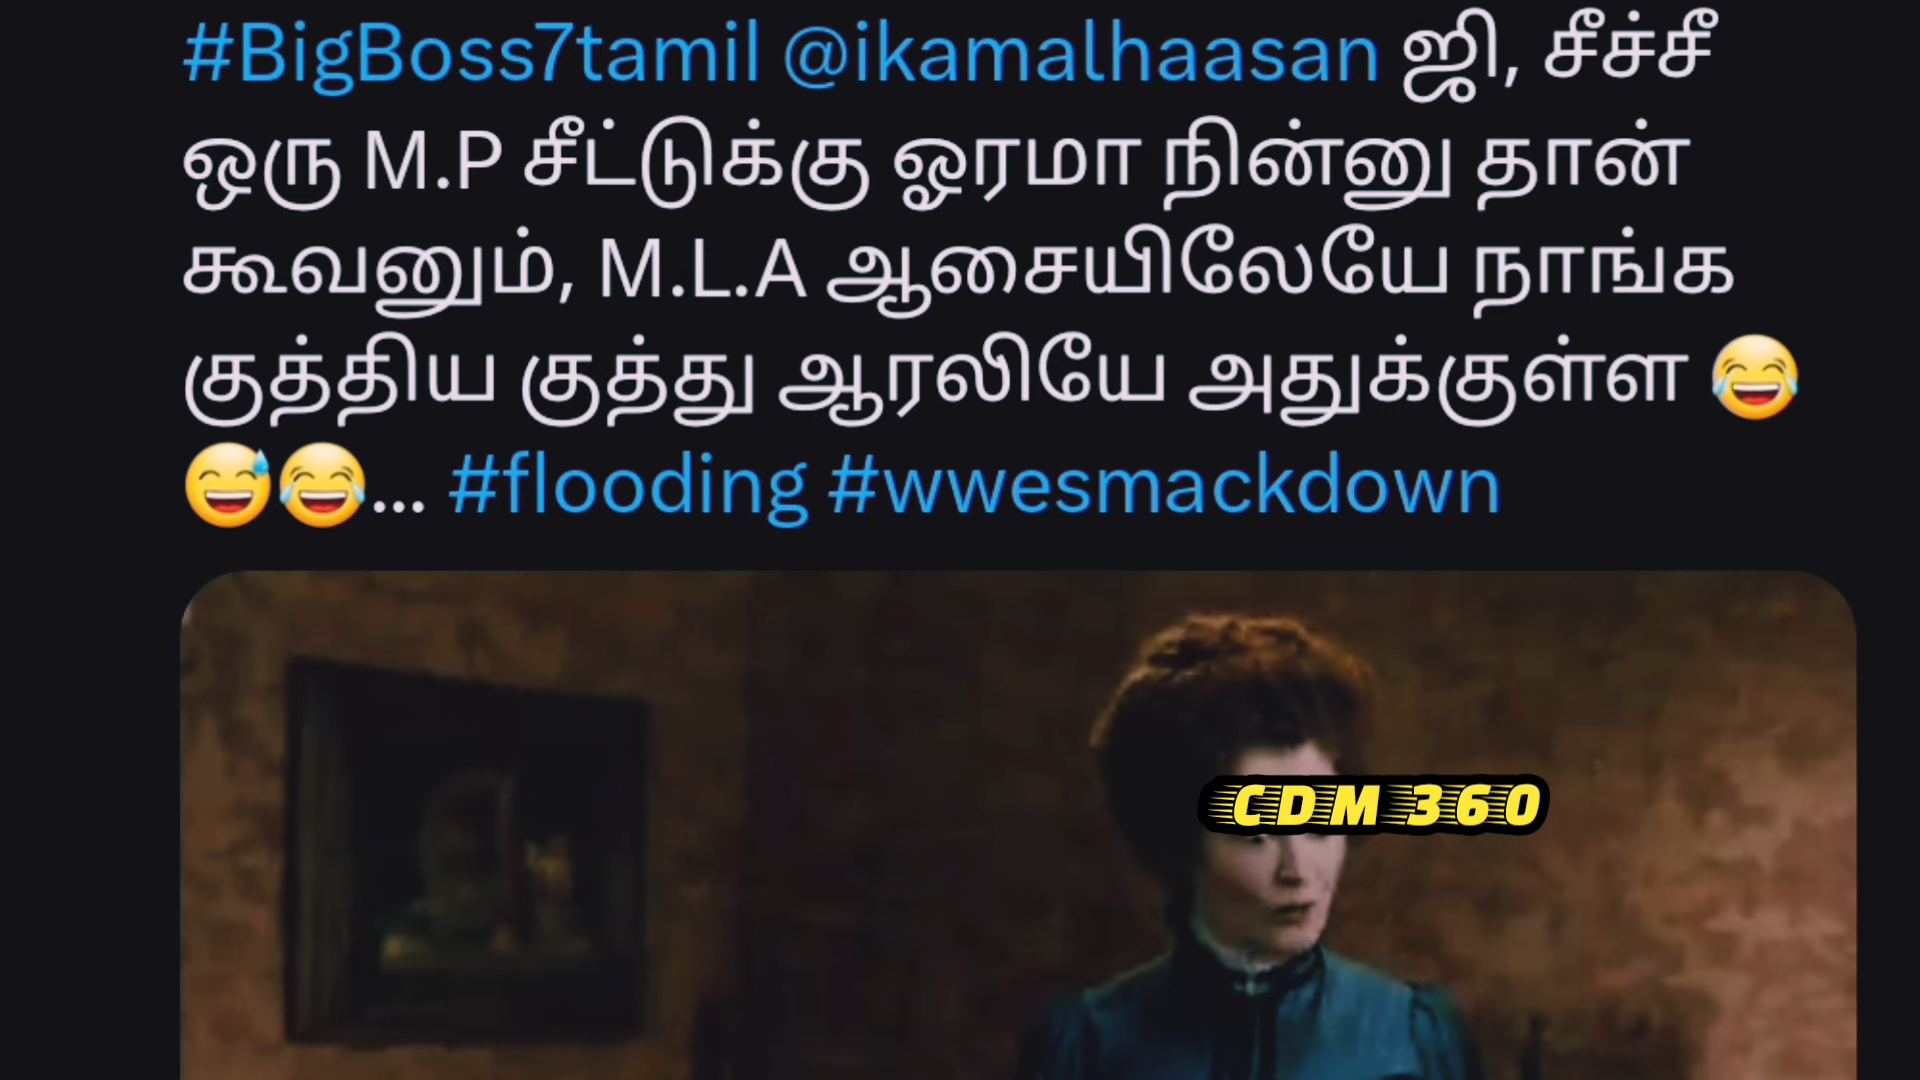 #BigBoss7tamil @ikamalhaasan ஜி, சீச்சீ
ஒரு M.P சீட்டுக்கு ஓரமா நின்னு தான்
கூவனும், M.L.A ஆசையிலேயே நாங்க
குத்திய குத்து ஆரலியே அதுக்குள்ள 😂
😅😂... #flooding #wwesmackdown
CDM 360